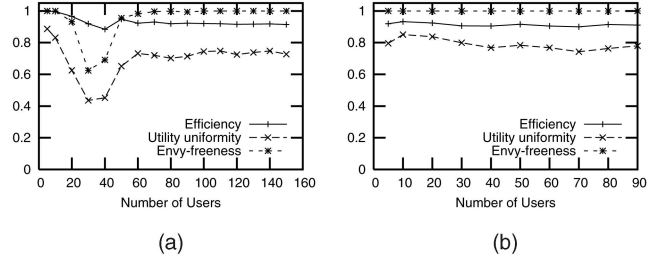 1
0.8
0.6
0.4
0.2
0
Efficiency
Utility uniformity
Envy-freeness
0 20 40 60 80 100 120 140 160
Number of Users
(a)
1
0.8
0.6
0.4
0.2
0
Efficiency
Utility uniformity
Envy-freeness
0 10 20 30 40 50 60 70 80 90
Number of Users
(b)